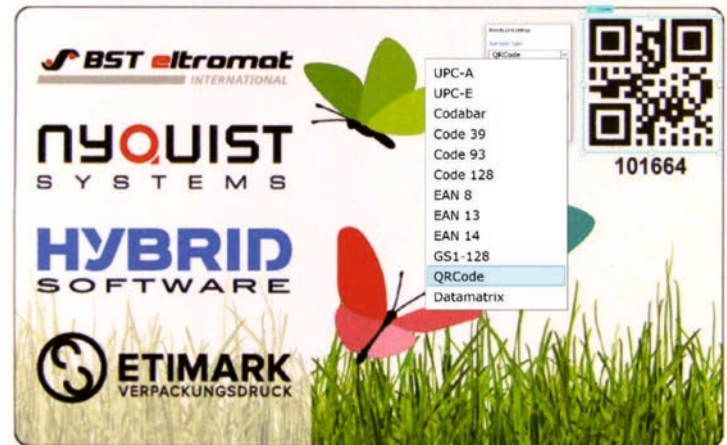 BST eltromat
INTERNATIONAL
NYQUIST
SYSTEMS
HYBRID
SOFTWARE
ETIMARK
VERPACKUNGSDRUCK
QRCode
UPC-A
UPC-E
Codabar
Code 39
Code 93
Code 128
EAN 8
EAN 13
EAN 14
GS1-128
QRCode
Datamatrix
101664